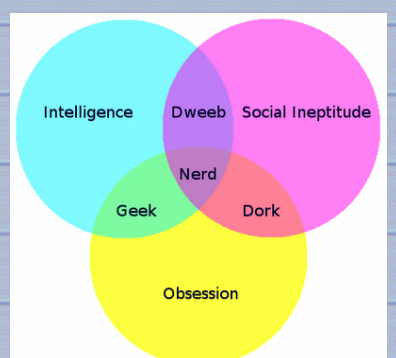 Intelligence
Dweeb
Social Ineptitude
Nerd
Geek
Dork
Obsession